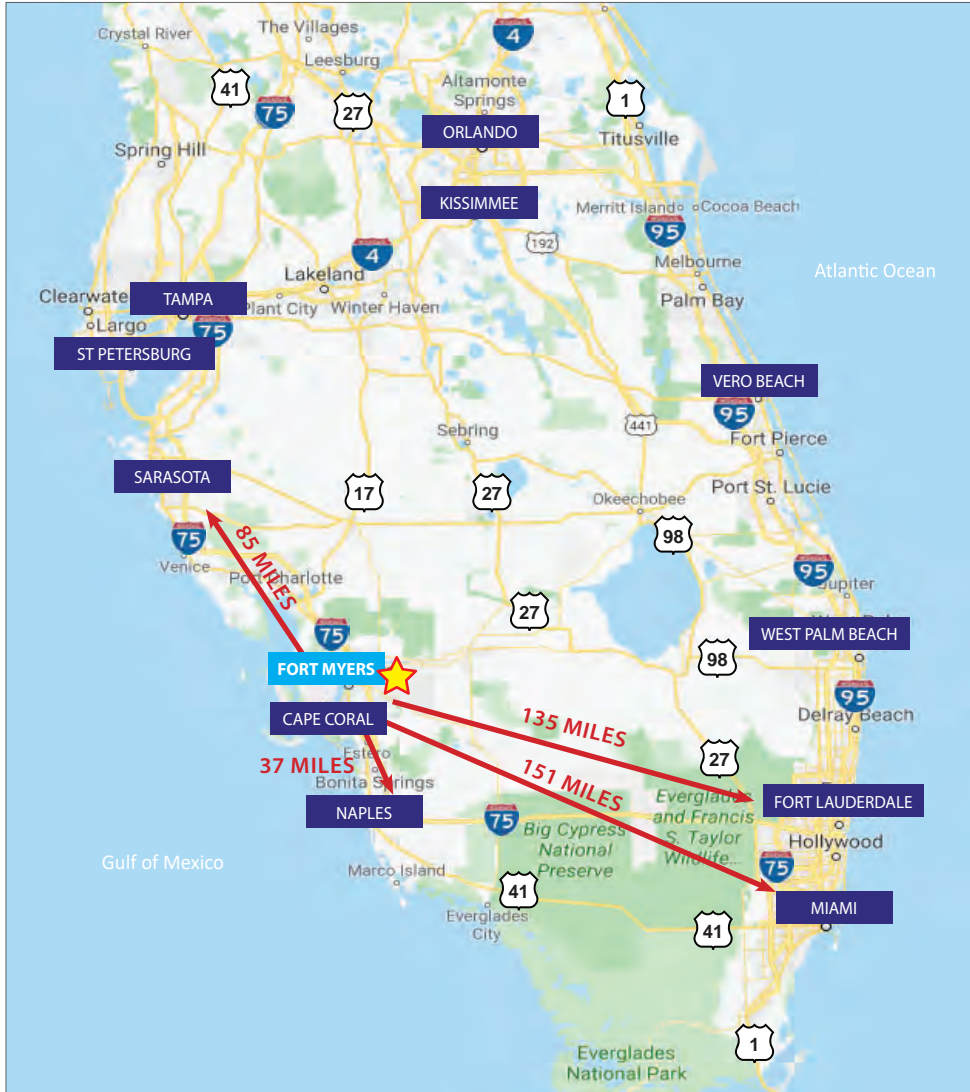 Crystal River
The Villages
Leesburg
4
41
75
27
Altamonte
Springs
1
Titusville
ORLANDO
Spring Hill
KISSIMMEE
Merritt Island
Cocoa Beach
192
95
4
Melbourne
Atlantic Ocean
Lakeland
Palm Bay
Clearwater
TAMPA
Plant City
Winter Haven
Largo
75
ST PETERSBURG
VERO BEACH
95
441
Sebring
Fort Pierce
SARASOTA
17
27
Port St. Lucie
Okeechobee
75
98
85 MILES
Venice
Port Charlotte
95
Jupiter
27
75
WEST PALM BEACH
98
FORT MYERS
95
CAPE CORAL
135 MILES
Delray Beach
Estero
27
37 MILES
151 MILES
Bonita Springs
NAPLES
FORT LAUDERDALE
75
Everglades
and Francis
S. Taylor
Wildlife...
Big Cypress
National
Preserve
Hollywood
Gulf of Mexico
75
Marco Island
41
MIAMI
Everglades
City
41
1
Everglades
National Park